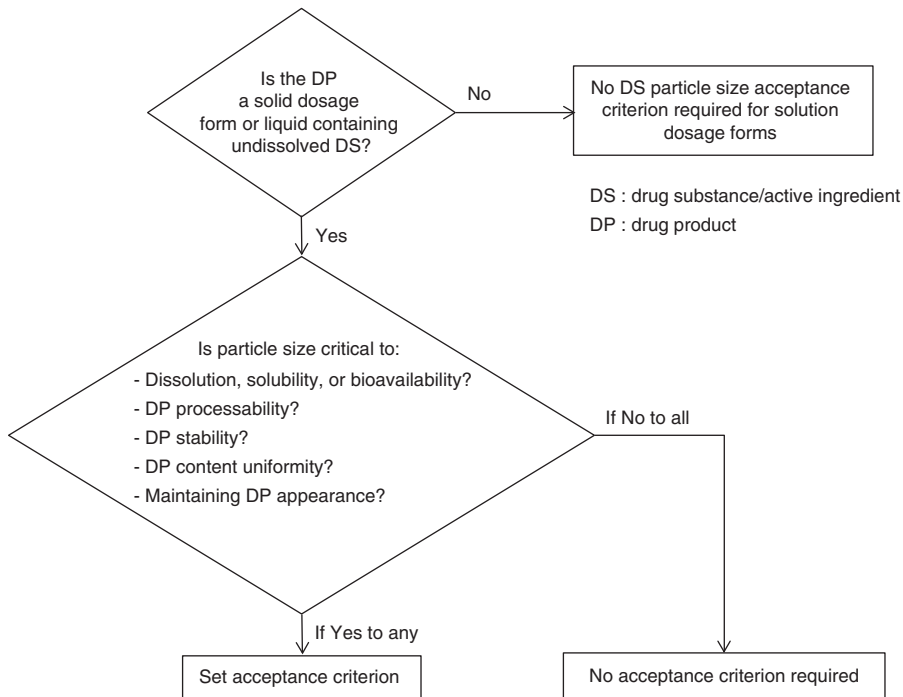 Is the DP
a solid dosage
form or liquid containing
undissolved DS?
No
No DS particle size acceptance
criterion required for solution
dosage forms
DS : drug substance/active ingredient
DP : drug product
Yes
Is particle size critical to:
- Dissolution, solubility, or bioavailability?
- DP processability?
- DP stability?
- DP content uniformity?
- Maintaining DP appearance?
If No to all
If Yes to any
Set acceptance criterion
No acceptance criterion required